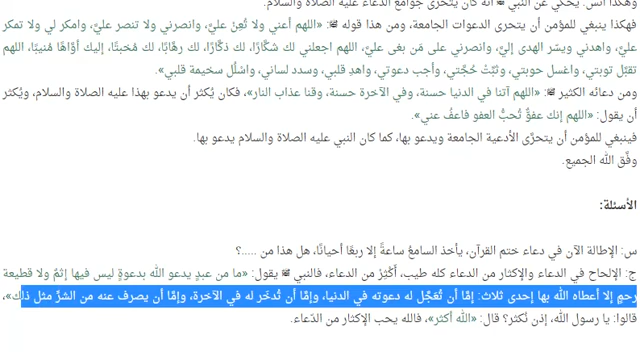 وهكذا أنس: يحكي عن النبي ﷺ أنه كان يتحرى جوامع الدعاء عليه الصلاة والسلام.
فهكذا ينبغي للمؤمن أن يتحرى الدعوات الجامعة، ومن هذا قوله ﷺ: «اللهم أعني ولا تُعِنْ عليَّ، وانصرني ولا تنصر عليَّ، وامكر لي ولا تمكر
عليَّ، واهدني ويسّر الهدى إليَّ، وانصرني على مَن بغى عليَّ، اللهم اجعلني لك شكَّارًا، لك ذكَّارًا، لك رهَّابًا، لك مُخبتًا، إليك أوَّاهًا مُنيبًا، اللهم
تقبَّل توبتي، واغسل حوبتي، وثبِّتْ حُجَّتي، وأجب دعوتي، واهدِ قلبي، وسدد لساني، واسْلُل سخيمة قلبي».
ومن دعائه الكثير ﷺ: «اللهم آتنا في الدنيا حسنة، وفي الآخرة حسنة، وقنا عذاب النار»، فكان يُكثر أن يدعو بهذا عليه الصلاة والسلام، ويُكثر
أن يقول: «اللهم إنك عفوٌّ تُحبُّ العفو فاعفُ عني».
فينبغي للمؤمن أن يتحرَّى الأدعية الجامعة ويدعو بها، كما كان النبي عليه الصلاة والسلام يدعو بها.
وفَّق الله الجميع.
الأسئلة:
س: الإطالة الآن في دعاء ختم القرآن، يأخذ السامعُ ساعةً إلا ربعًا أحيانًا، هل هذا من .....؟
ج: الإلحاح في الدعاء والإكثار من الدعاء كله طيب، أَكْثِرْ من الدعاء، فالنبي ﷺ يقول: «ما من عبدٍ يدعو الله بدعوةٍ ليس فيها إثمٌ ولا قطيعة
رحمٍ إلا أعطاه الله بها إحدى ثلاث: إمَّا أن تُعَجَّل له دعوته في الدنيا، وإمَّا أن تُدخَر له في الآخرة، وإمَّا أن يصرف عنه من الشرِّ مثل ذلك»،
قالوا: يا رسول الله، إذن نُكثر؟ قال: «الله أكثر»، فالله يحب الإكثار من الدّعاء.